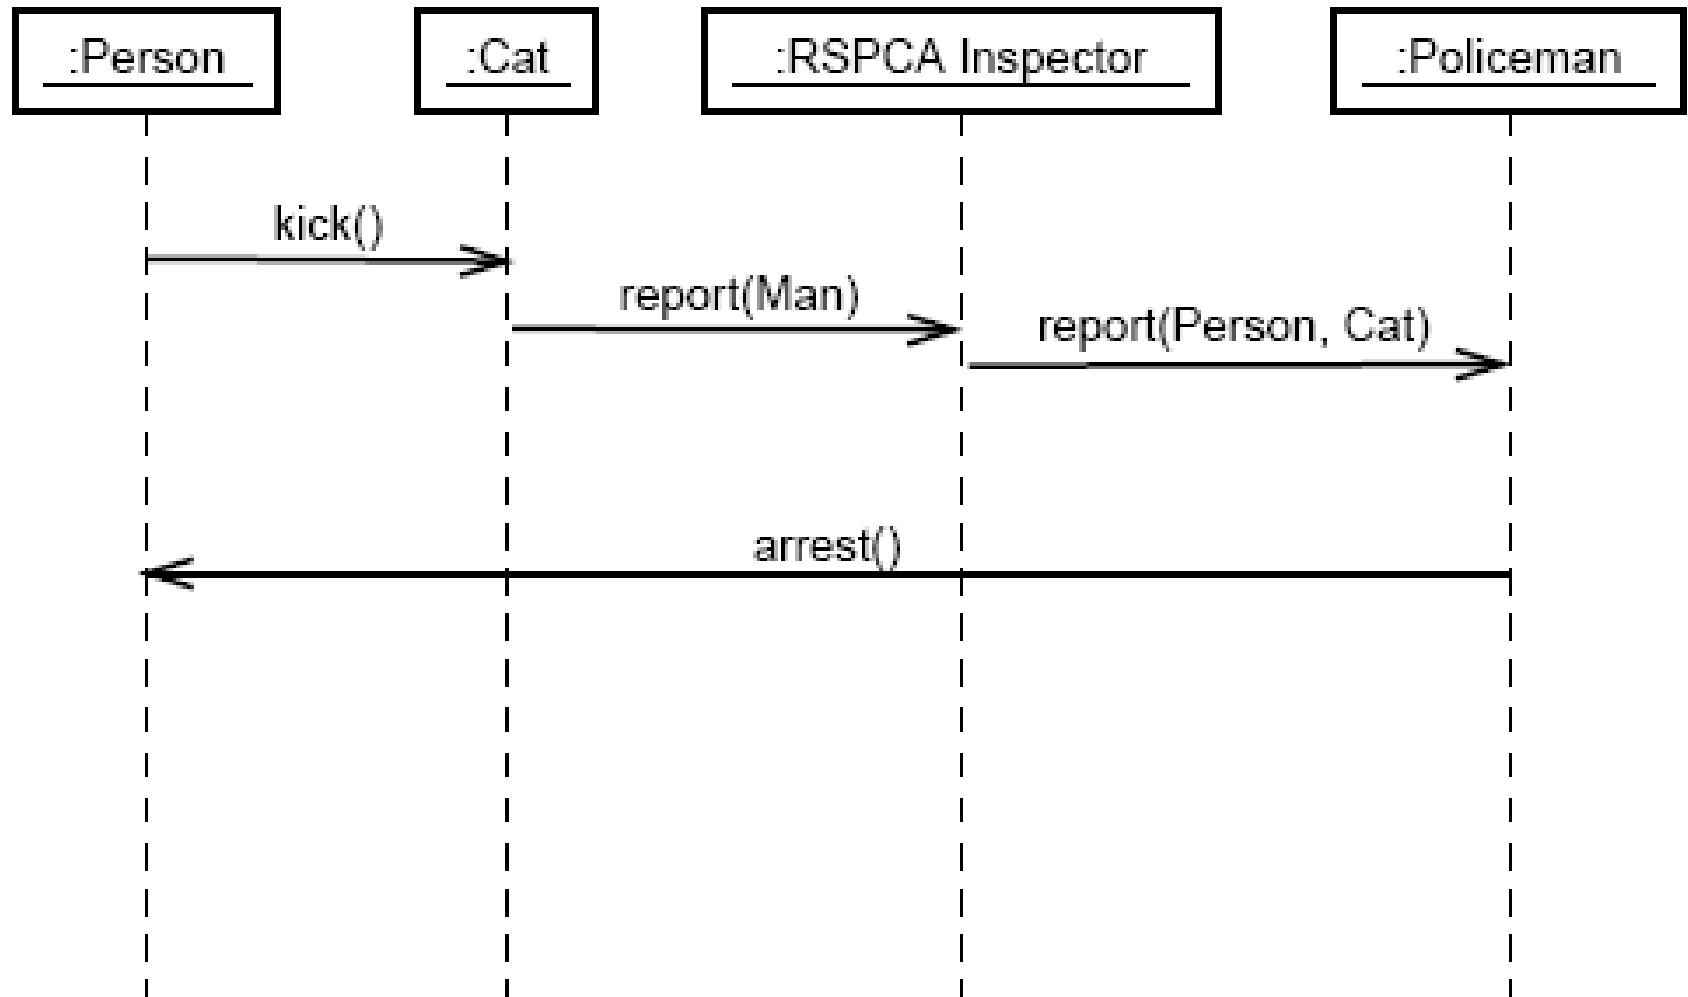 :Person
:Cat
:RSPCA Inspector
:Policeman
kick()
report(Man)
report(Person, Cat)
arrest()